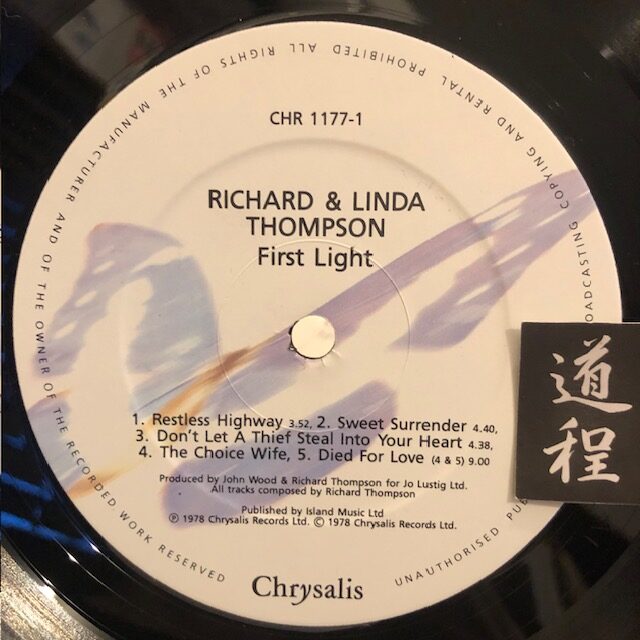 CHR 1177-1
RICHARD & LINDA
THOMPSON
First Light
1. Restless Highway 3.52, 2. Sweet Surrender 4.40,
3. Don't Let A Thief Steal Into Your Heart 4.38,
4. The Choice Wife, 5. Died For Love (4 & 5) 9.00
Produced by John Wood & Richard Thompson for Jo Lustig Ltd.
All tracks composed by Richard Thompson
Published by Island Music Ltd
Ⓟ 1978 Chrysalis Records Ltd. © 1978 Chrysalis Records Ltd.
Chrysalis
UNAUTHORISED PU
OADCASTING COPYING AND RENTAL PROHIBITED ALL RIGHTS OF THE MANUFACTURER AND OF THE OWNER OF THE RECORDED WORK RESERVED
道程